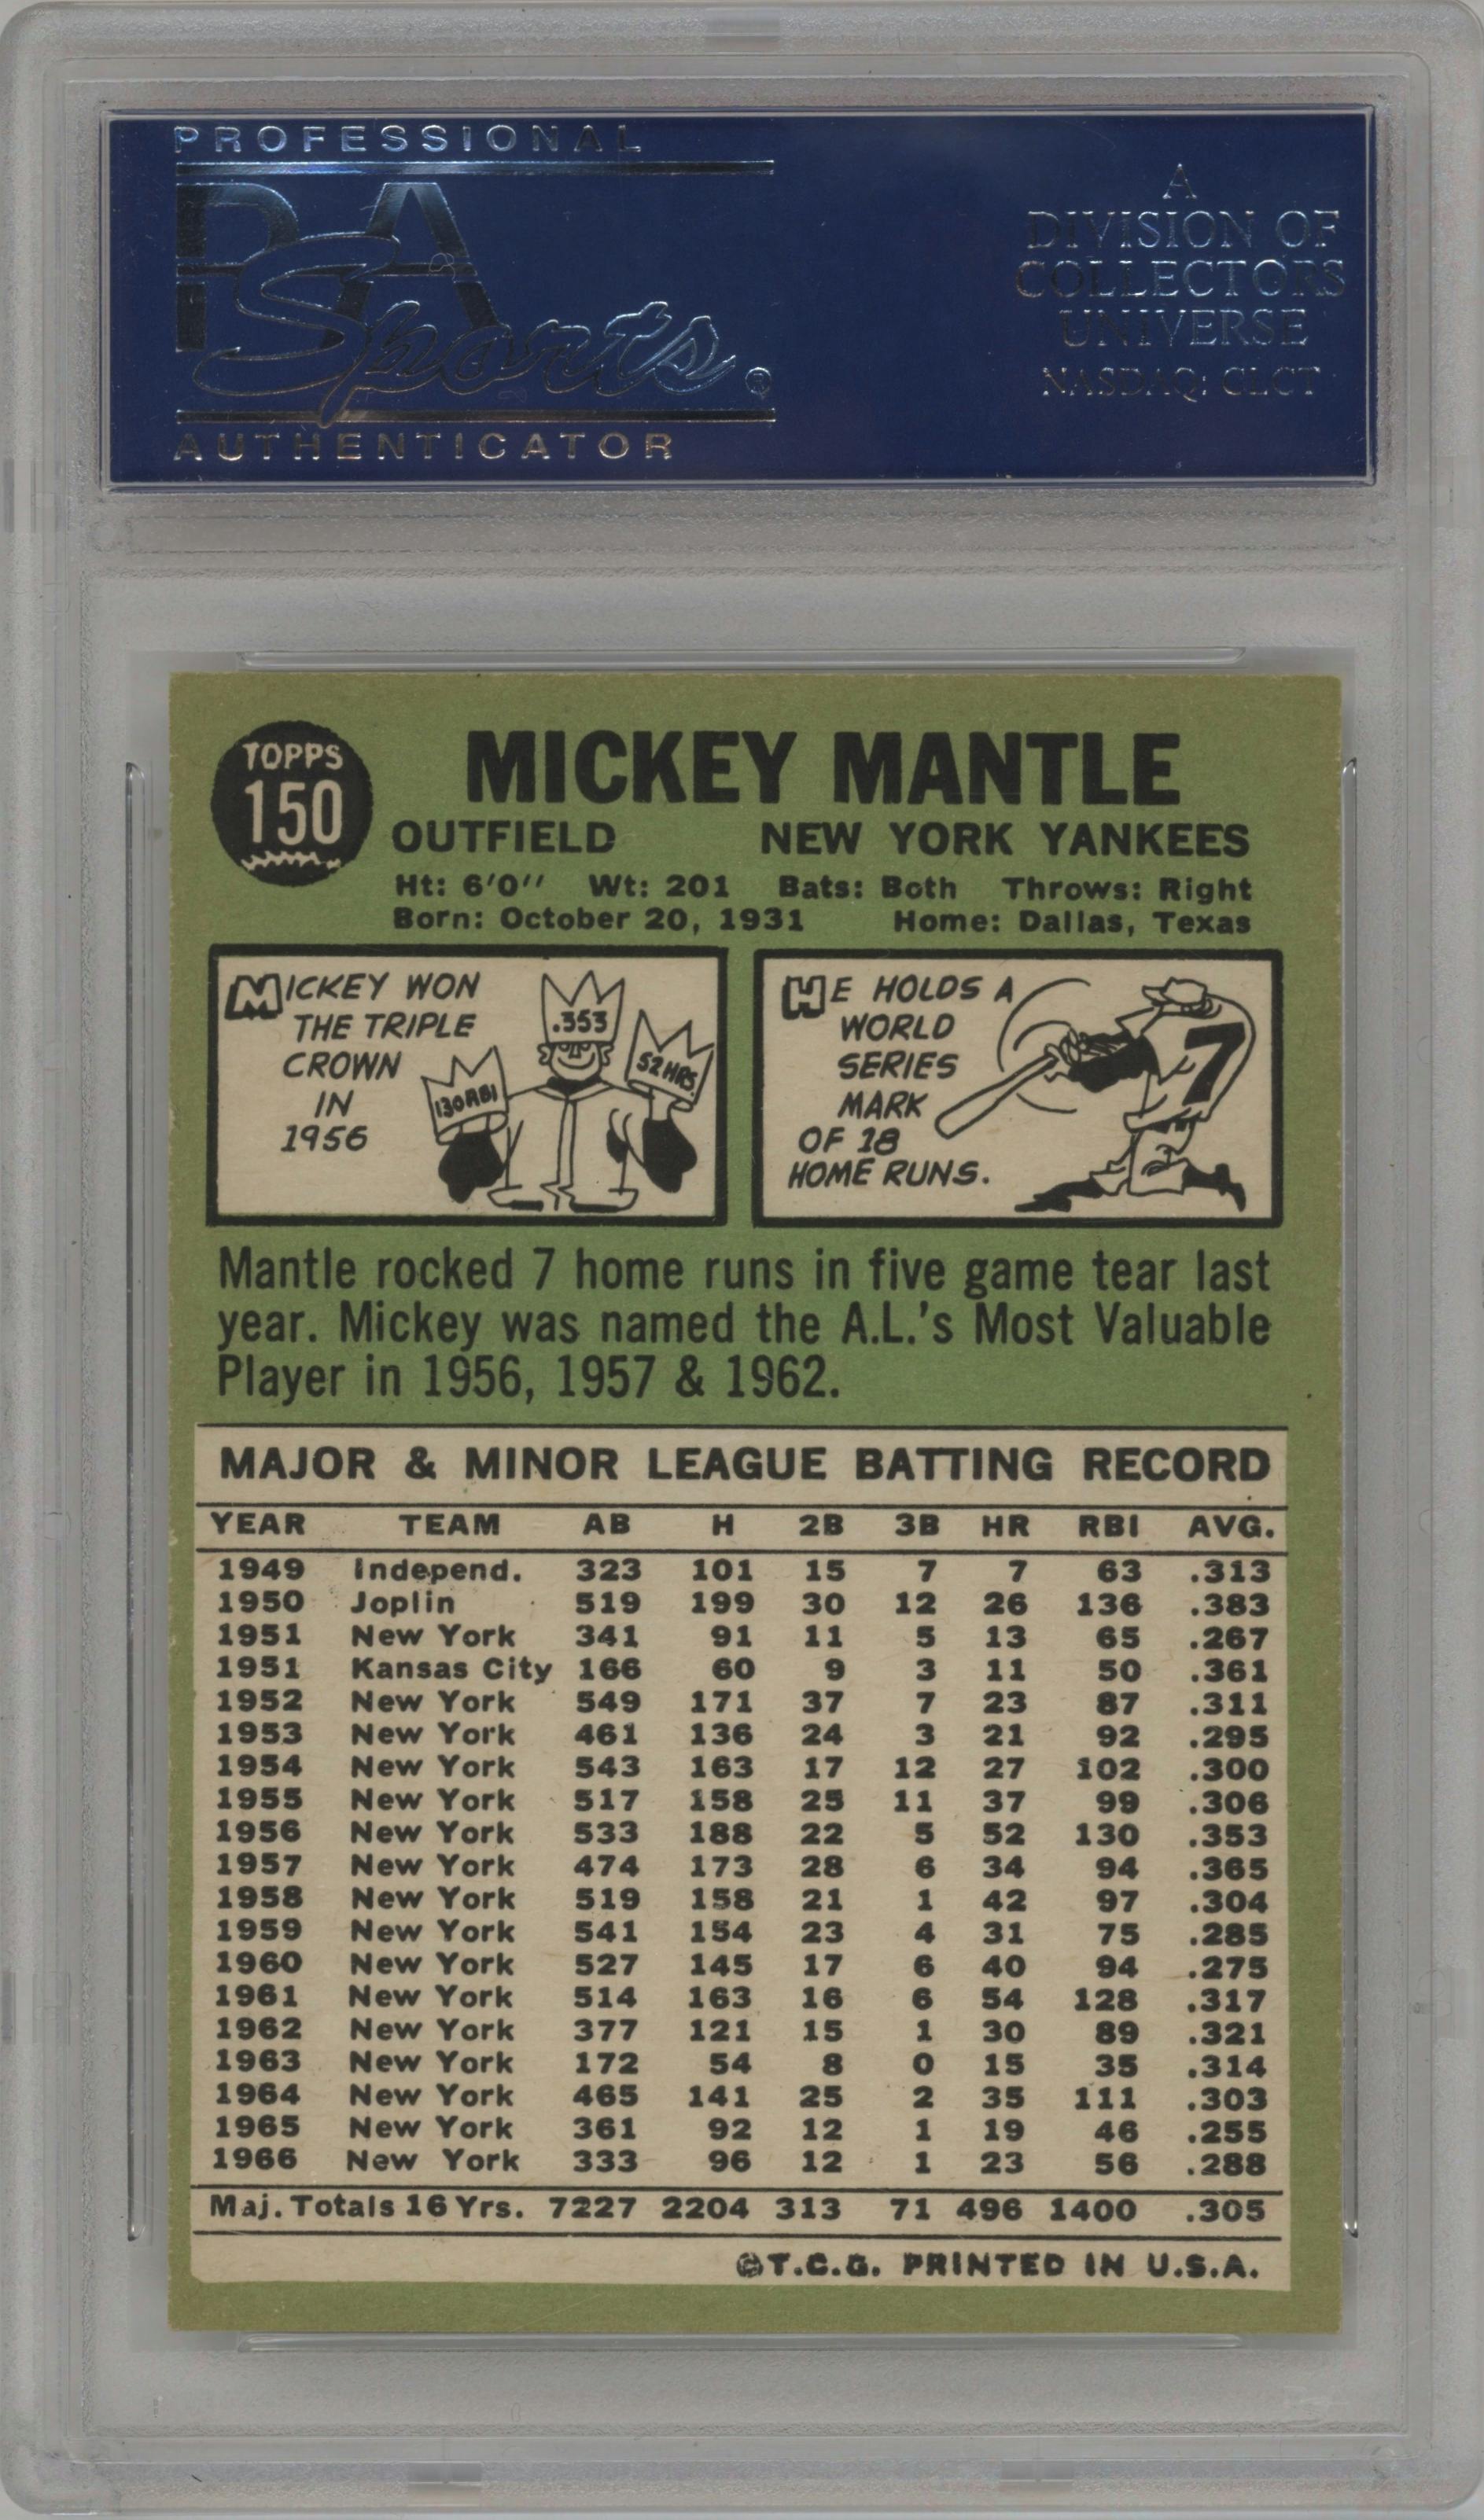 PROFESSIONAL
PSA
Sports®
AUTHENTICATOR
A
DIVISION OF
COLLECTORS
UNIVERSE
NASDAQ: CLCT
TOPPS
150
MICKEY MANTLE
OUTFIELD NEW YORK YANKEES
Ht: 6'0'' Wt: 201 Bats: Both Throws: Right
Born: October 20, 1931 Home: Dallas, Texas
MICKEY WON
THE TRIPLE
CROWN
IN
1956
.353
130 RBI
52 HRS.
HE HOLDS A
WORLD
SERIES
MARK
OF 18
HOME RUNS.
7
Mantle rocked 7 home runs in five game tear last
year. Mickey was named the A.L.'s Most Valuable
Player in 1956, 1957 & 1962.
MAJOR & MINOR LEAGUE BATTING RECORD
YEAR TEAM AB H 2B 3B HR RBI AVG.
1949 Independ. 323 101 15 7 7 63 .313
1950 Joplin 519 199 30 12 26 136 .383
1951 New York 341 91 11 5 13 65 .267
1951 Kansas City 166 60 9 3 11 50 .361
1952 New York 549 171 37 7 23 87 .311
1953 New York 461 136 24 3 21 92 .295
1954 New York 543 163 17 12 27 102 .300
1955 New York 517 158 25 11 37 99 .306
1956 New York 533 188 22 5 52 130 .353
1957 New York 474 173 28 6 34 94 .365
1958 New York 519 158 21 1 42 97 .304
1959 New York 541 154 23 4 31 75 .285
1960 New York 527 145 17 6 40 94 .275
1961 New York 514 163 16 6 54 128 .317
1962 New York 377 121 15 1 30 89 .321
1963 New York 172 54 8 0 15 35 .314
1964 New York 465 141 25 2 35 111 .303
1965 New York 361 92 12 1 19 46 .255
1966 New York 333 96 12 1 23 56 .288
Maj. Totals 16 Yrs. 7227 2204 313 71 496 1400 .305
©T.C.G. PRINTED IN U.S.A.